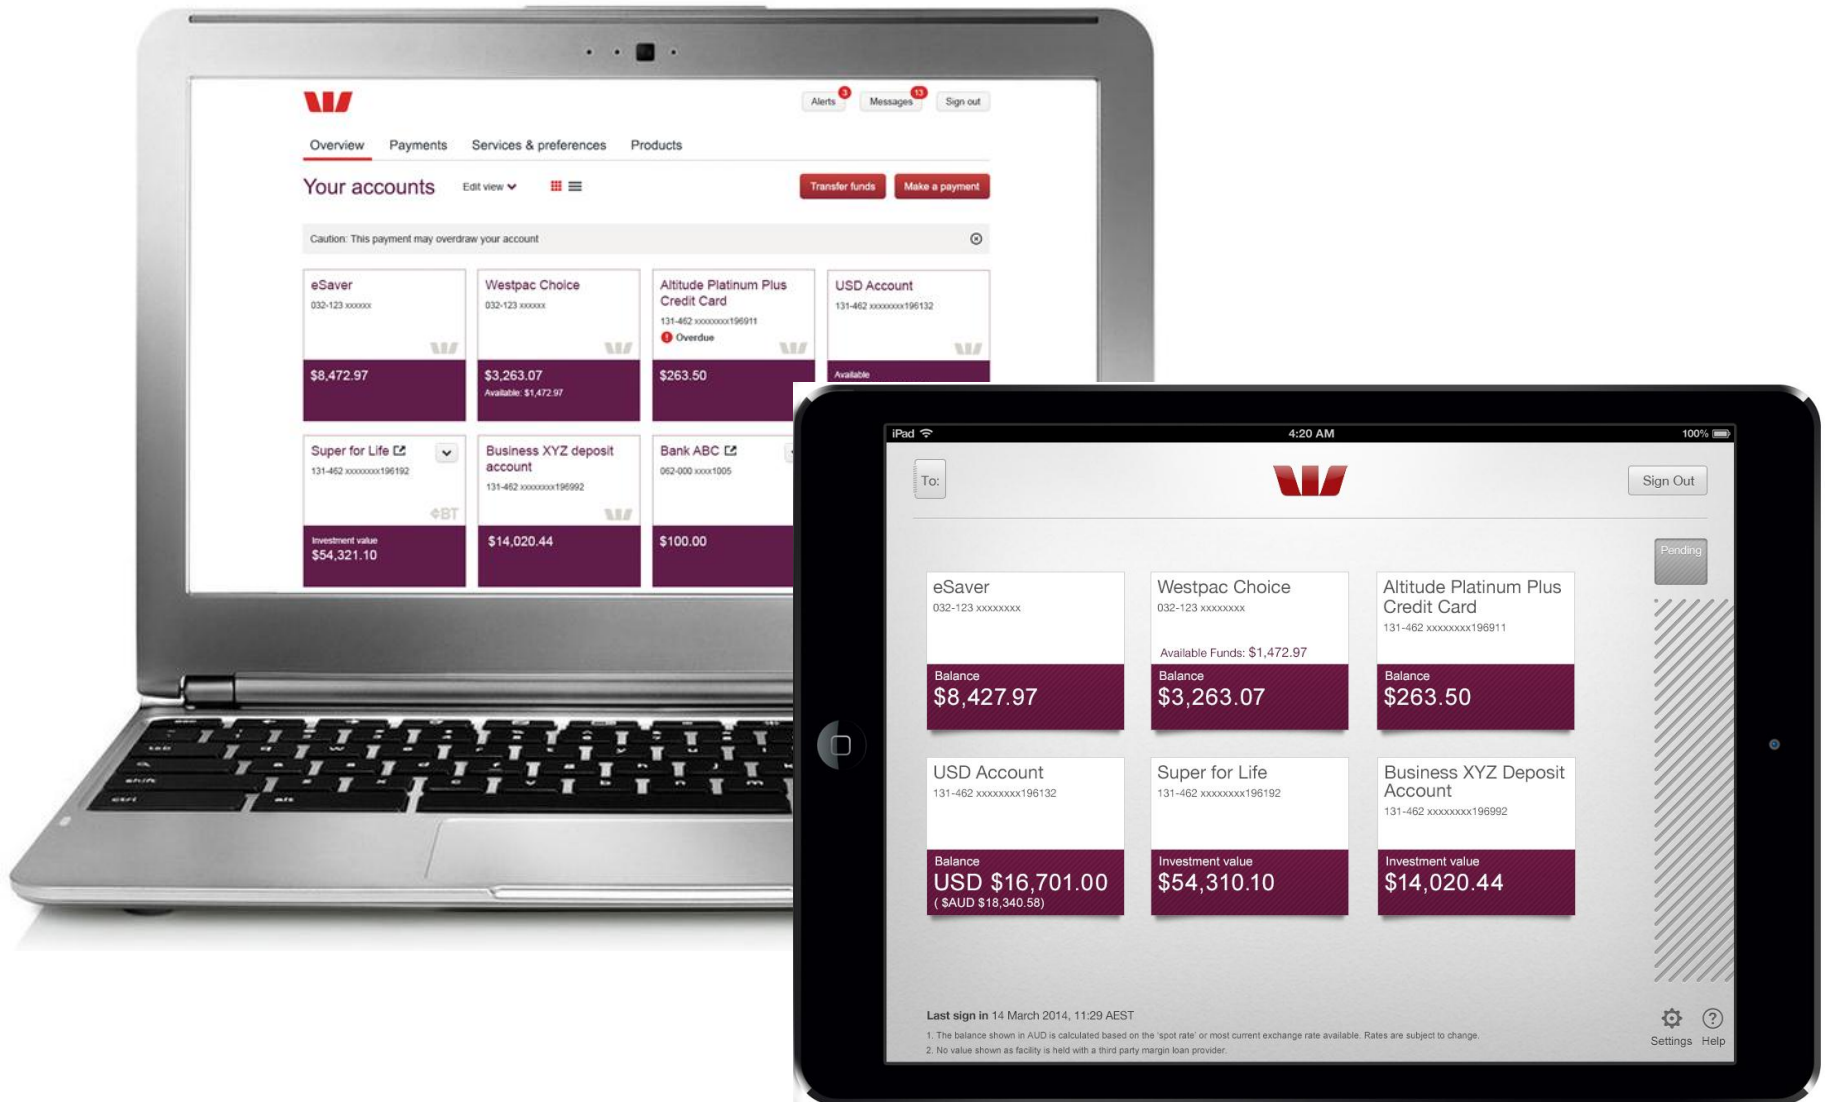 Alerts 3 Messages 13 Sign out
Overview Payments Services & preferences Products
Your accounts Edit view Transfer funds Make a payment
Caution: This payment may overdraw your account
eSaver
032-123 xxxxxx
$8,472.97
Westpac Choice
032-123 xxxxxx
$3,263.07
Available: $1,472.97
Altitude Platinum Plus
Credit Card
131-462 xxxxxxxx196911
Overdue
$263.50
USD Account
131-462 xxxxxxxx196132
Available
Super for Life
131-462 xxxxxxxx196192
BT
Investment value
$54,321.10
Business XYZ deposit
account
131-462 xxxxxxxx196992
$14,020.44
Bank ABC
062-000 xxxx1005
$100.00
shift
ctrl
alt
iPad 4:20 AM 100%
To: Sign Out
Pending
eSaver
032-123 xxxxxxxx
Balance
$8,427.97
Westpac Choice
032-123 xxxxxxxx
Available Funds: $1,472.97
Balance
$3,263.07
Altitude Platinum Plus
Credit Card
131-462 xxxxxxxx196911
Balance
$263.50
USD Account
131-462 xxxxxxxx196132
Balance
USD $16,701.00
( $AUD $18,340.58)
Super for Life
131-462 xxxxxxxx196192
Investment value
$54,310.10
Business XYZ Deposit
Account
131-462 xxxxxxxx196992
Investment value
$14,020.44
Last sign in 14 March 2014, 11:29 AEST
1. The balance shown in AUD is calculated based on the 'spot rate' or most current exchange rate available. Rates are subject to change.
2. No value shown as facility is held with a third party margin loan provider.
Settings Help